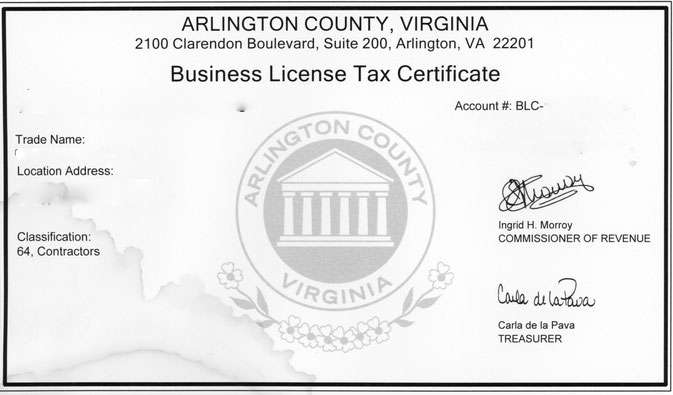 ARLINGTON COUNTY, VIRGINIA
2100 Clarendon Boulevard, Suite 200, Arlington, VA 22201
Business License Tax Certificate
Account #: BLC-
Trade Name:
Location Address:
Classification:
64, Contractors
ARLINGTON COUNTY
VIRGINIA
Ingrid H. Morroy
COMMISSIONER OF REVENUE
Carla de la Pava
Carla de la Pava
TREASURER